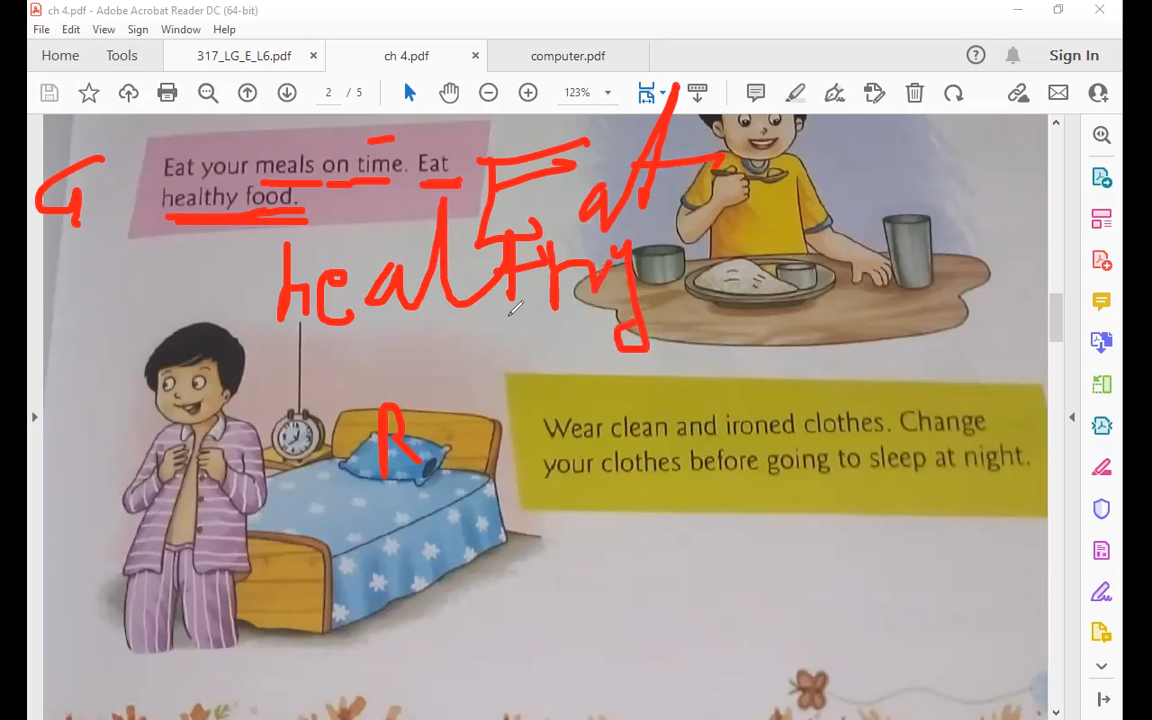 ch 4.pdf - Adobe Acrobat Reader DC (64-bit)
File Edit View Sign Window Help
Home Tools 317_LG_E_L6.pdf × ch 4.pdf × computer.pdf Sign In
2 / 5 123%
Eat your meals on time. Eat
healthy food.
G
Eat
healthy
R
Wear clean and ironed clothes. Change
your clothes before going to sleep at night.